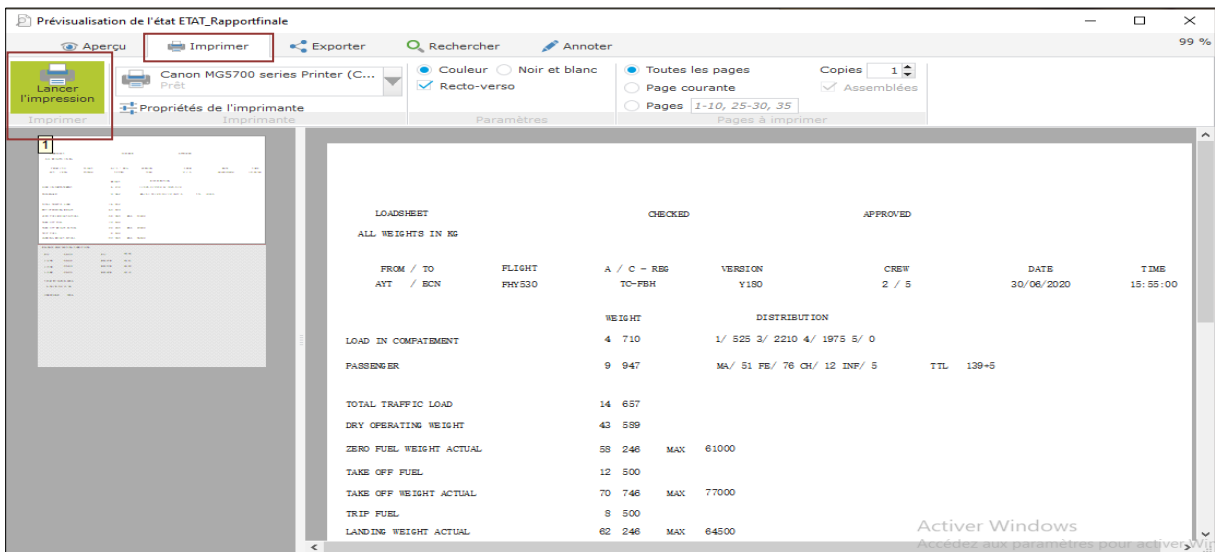 Prévisualisation de l'état ETAT_Rapportfinale
Aperçu Imprimer Exporter Rechercher Annoter 99 %
Lancer l'impression
Imprimer
Canon MG5700 series Printer (C...
Prêt
Propriétés de l'imprimante
Imprimante
Couleur Noir et blanc
Recto-verso
Paramètres
Toutes les pages
Page courante
Pages 1-10, 25-30, 35
Copies 1
Assemblées
Pages à imprimer
1
LOADSHEET CHECKED APPROVED
ALL WEIGHTS IN KG
FROM / TO FLIGHT A / C - REG VERSION CREW DATE TIME
AYT / ECN FHY530 TC-FBH Y180 2 / 5 30/06/2020 15:55:00
WEIGHT DISTRIBUTION
LOAD IN COMPATEMENT 4 710 1/ 525 3/ 2210 4/ 1975 5/ 0
PASSENGER 9 947 MA/ 51 FE/ 76 CH/ 12 INF/ 5 TTL 139+5
TOTAL TRAFFIC LOAD 14 657
DRY OPERATING WEIGHT 43 589
ZERO FUEL WEIGHT ACTUAL 58 246 MAX 61000
TAKE OFF FUEL 12 500
TAKE OFF WEIGHT ACTUAL 70 746 MAX 77000
TRIP FUEL 8 500
LANDING WEIGHT ACTUAL 62 246 MAX 64500
Activer Windows
Accédez aux paramètres pour activer Win